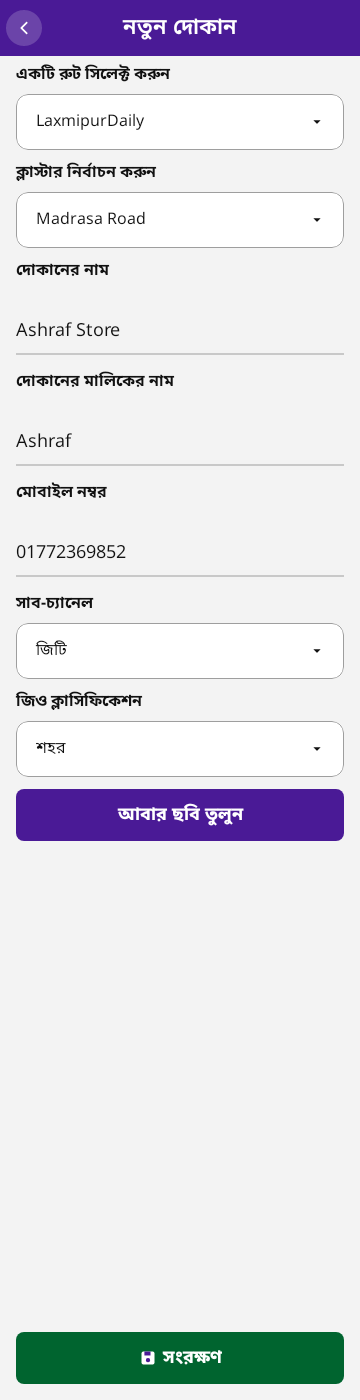 নতুন দোকান
একটি রুট সিলেক্ট করুন
LaxmipurDaily
ক্লাস্টার নির্বাচন করুন
Madrasa Road
দোকানের নাম
Ashraf Store
দোকানের মালিকের নাম
Ashraf
মোবাইল নম্বর
01772369852
সাব-চ্যানেল
জিটি
জিও ক্লাসিফিকেশন
শহর
আবার ছবি তুলুন
সংরক্ষণ